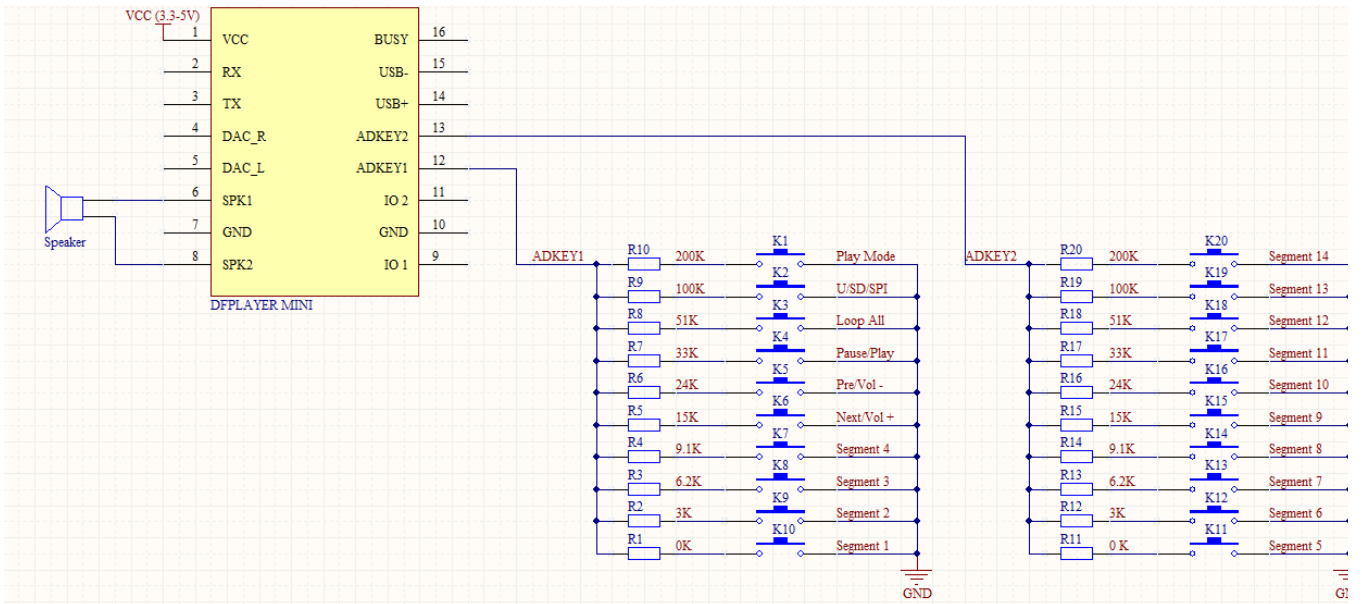 VCC (3.3-5V)
1 VCC BUSY 16
2 RX USB- 15
3 TX USB+ 14
4 DAC_R ADKEY2 13
5 DAC_L ADKEY1 12
6 SPK1 IO 2 11
7 GND GND 10
8 SPK2 IO 1 9
Speaker
DFPLAYER MINI
ADKEY1
R10 200K K1 Play Mode
R9 100K K2 U/SD/SPI
R8 51K K3 Loop All
R7 33K K4 Pause/Play
R6 24K K5 Pre/Vol -
R5 15K K6 Next/Vol +
R4 9.1K K7 Segment 4
R3 6.2K K8 Segment 3
R2 3K K9 Segment 2
R1 0K K10 Segment 1
GND
ADKEY2
R20 200K K20 Segment 14
R19 100K K19 Segment 13
R18 51K K18 Segment 12
R17 33K K17 Segment 11
R16 24K K16 Segment 10
R15 15K K15 Segment 9
R14 9.1K K14 Segment 8
R13 6.2K K13 Segment 7
R12 3K K12 Segment 6
R11 0 K K11 Segment 5